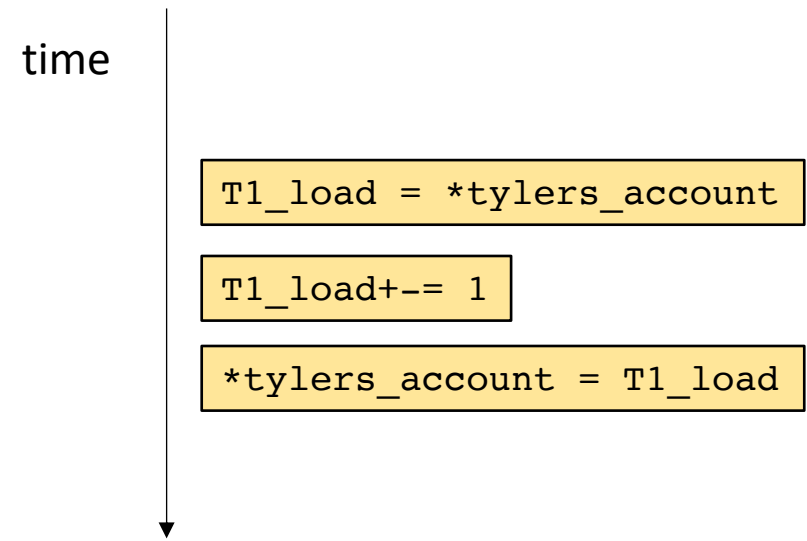 time
T1_load = *tylers_account
T1_load+-= 1
*tylers_account = T1_load